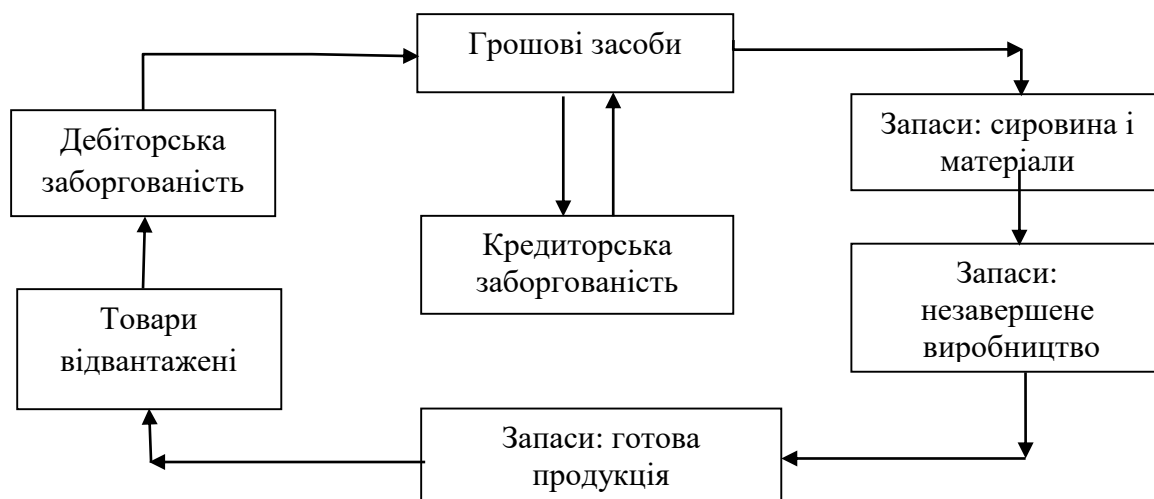 Грошові засоби
Запаси: сировина і
матеріали
Дебіторська
заборгованість
Кредиторська
заборгованість
Запаси:
незавершене
виробництво
Товари
відвантажені
Запаси: готова
продукція